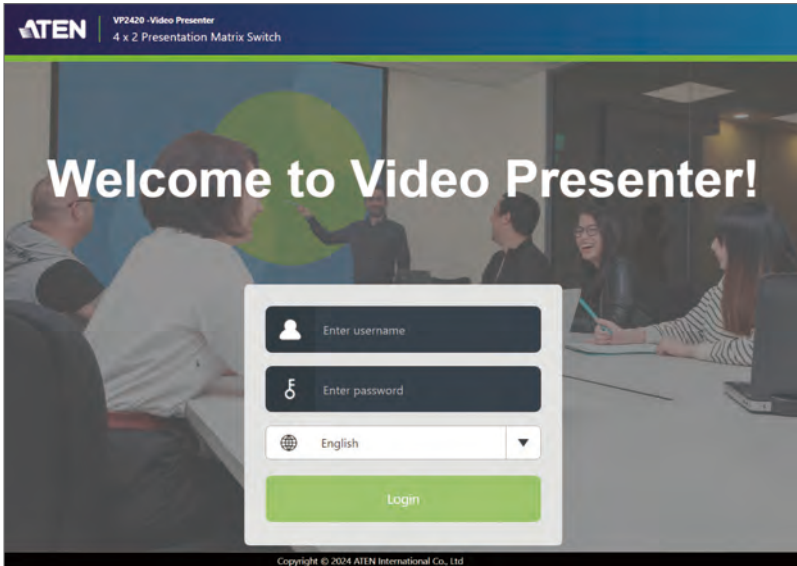 ATEN
VP2420 -Video Presenter
4 x 2 Presentation Matrix Switch
Welcome to Video Presenter!
Enter username
Enter password
English
Login
Copyright © 2024 ATEN International Co., Ltd